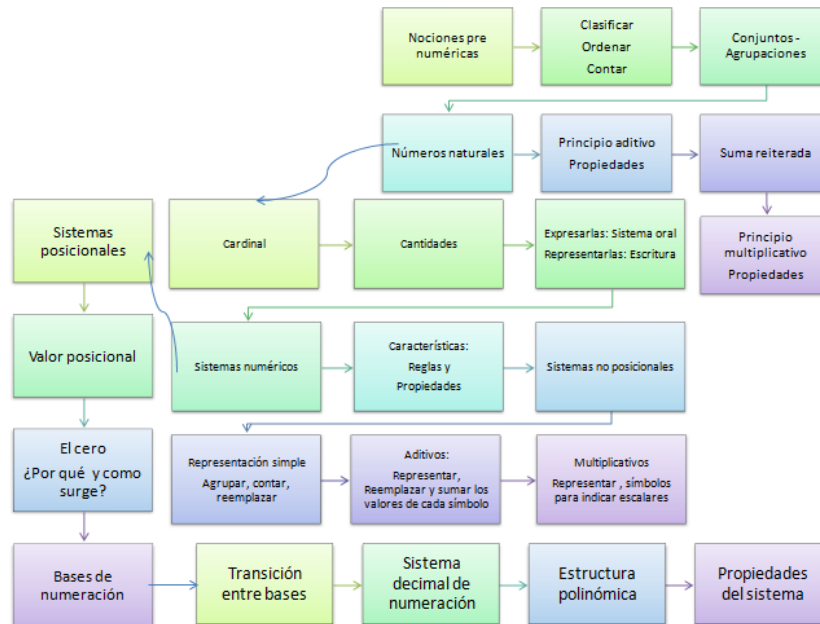 Nociones pre
numéricas
Clasificar
Ordenar
Contar
Conjuntos -
Agrupaciones
Números naturales
Principio aditivo
Propiedades
Suma reiterada
Principio
multiplicativo
Propiedades
Cardinal
Cantidades
Expresarlas: Sistema oral
Representarlas: Escritura
Sistemas numéricos
Características:
Reglas y
Propiedades
Sistemas no posicionales
Representación simple
Agrupar, contar,
reemplazar
Aditivos:
Representar,
Reemplazar y sumar los
valores de cada símbolo
Multiplicativos
Representar , símbolos
para indicar escalares
Sistemas
posicionales
Valor posicional
El cero
¿Por qué y como
surge?
Bases de
numeración
Transición
entre bases
Sistema
decimal de
numeración
Estructura
polinómica
Propiedades
del sistema